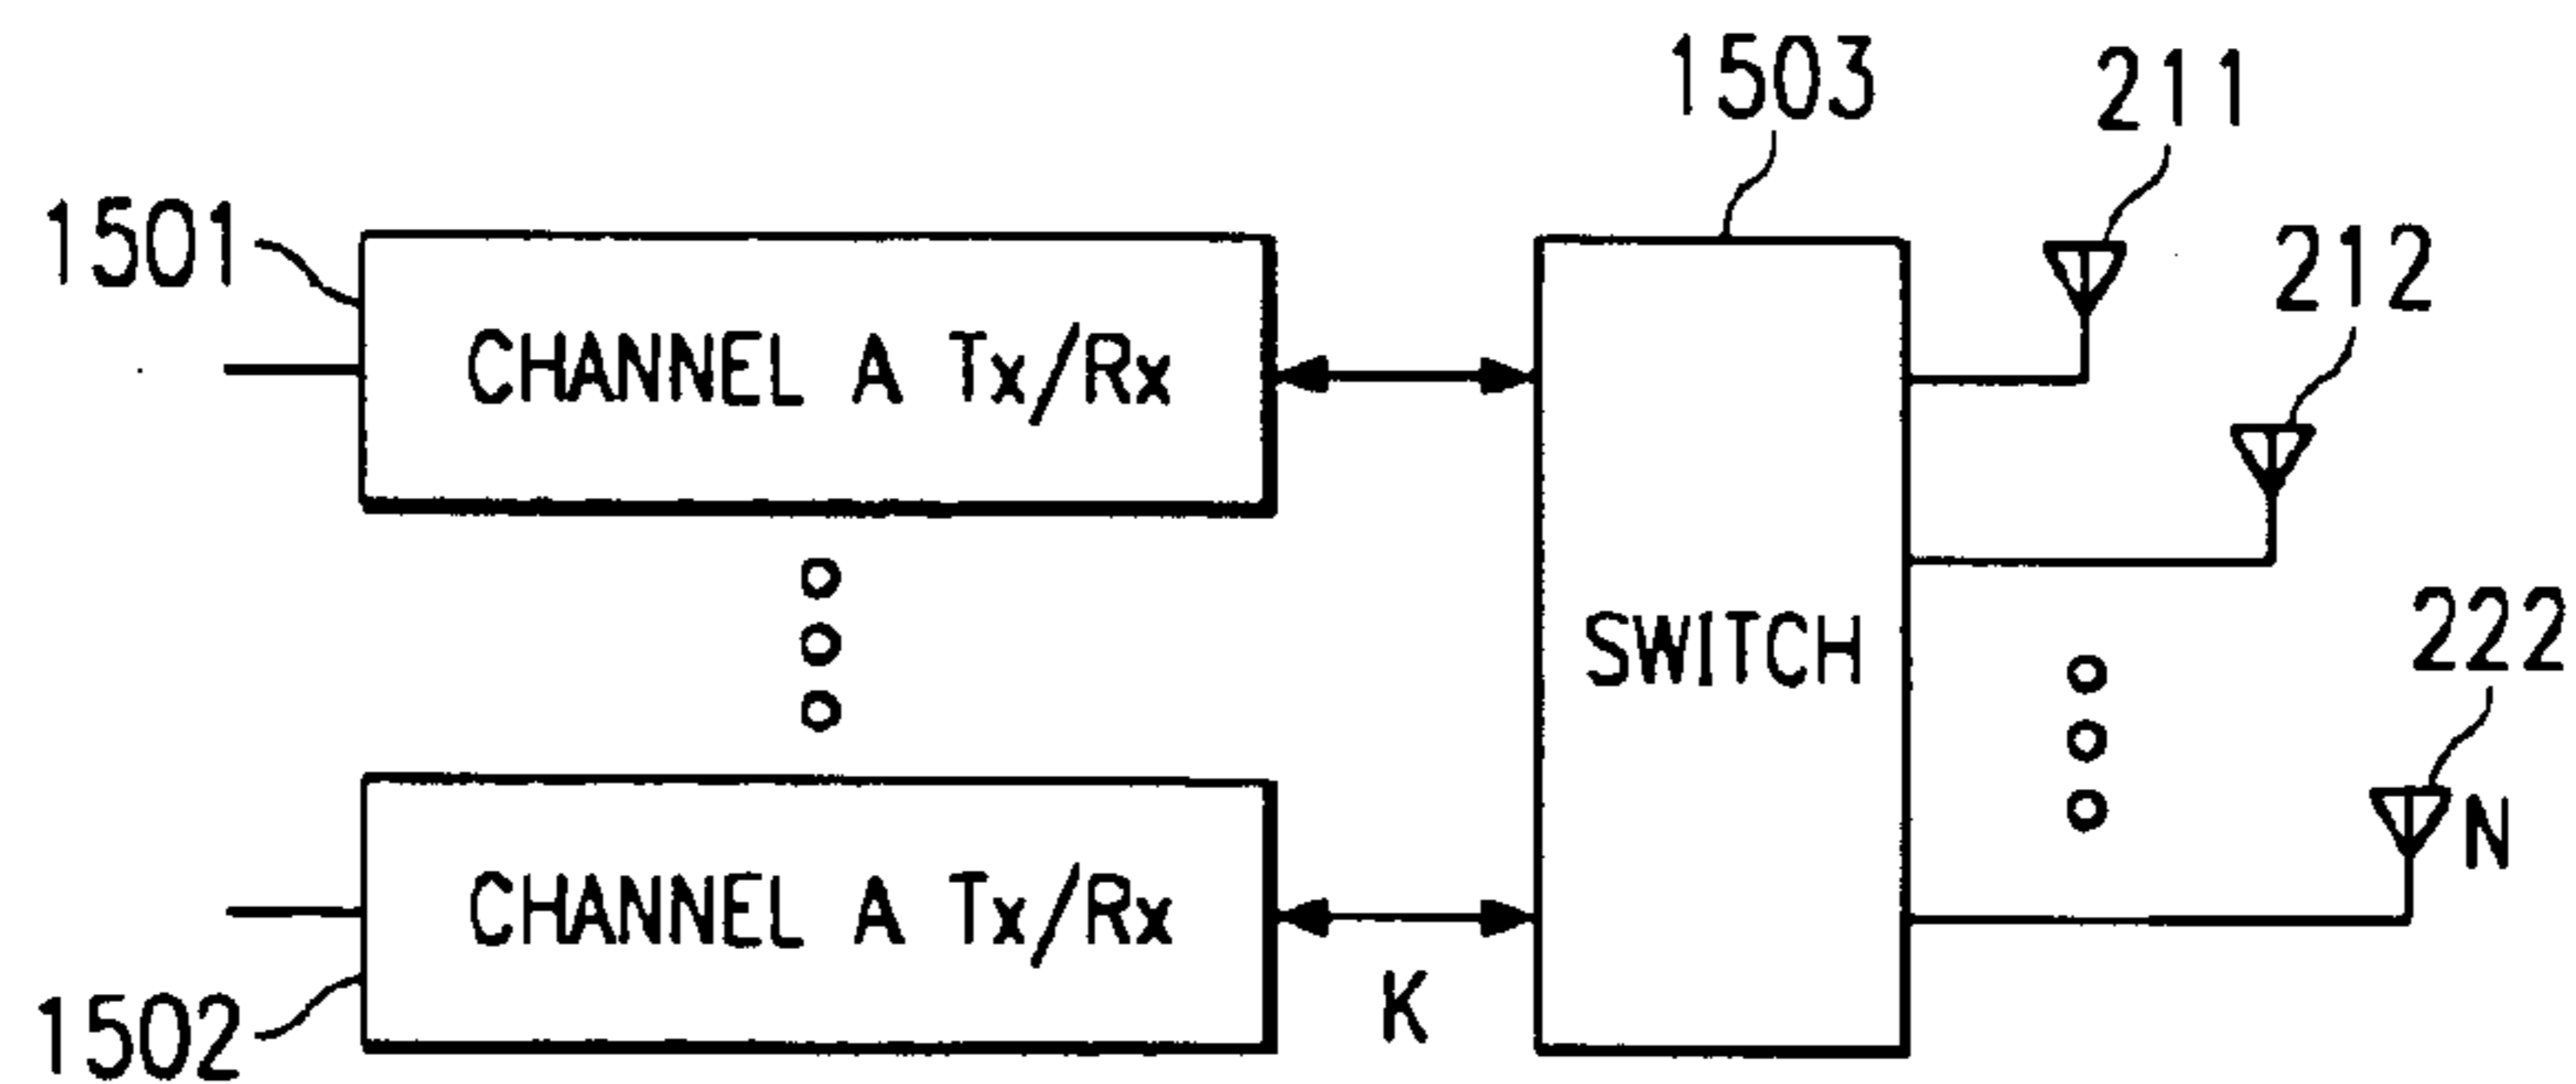 1503
211
1501
212
CHANNEL A Tx/Rx
SWITCH
222
N
CHANNEL A Tx/Rx
K
1502